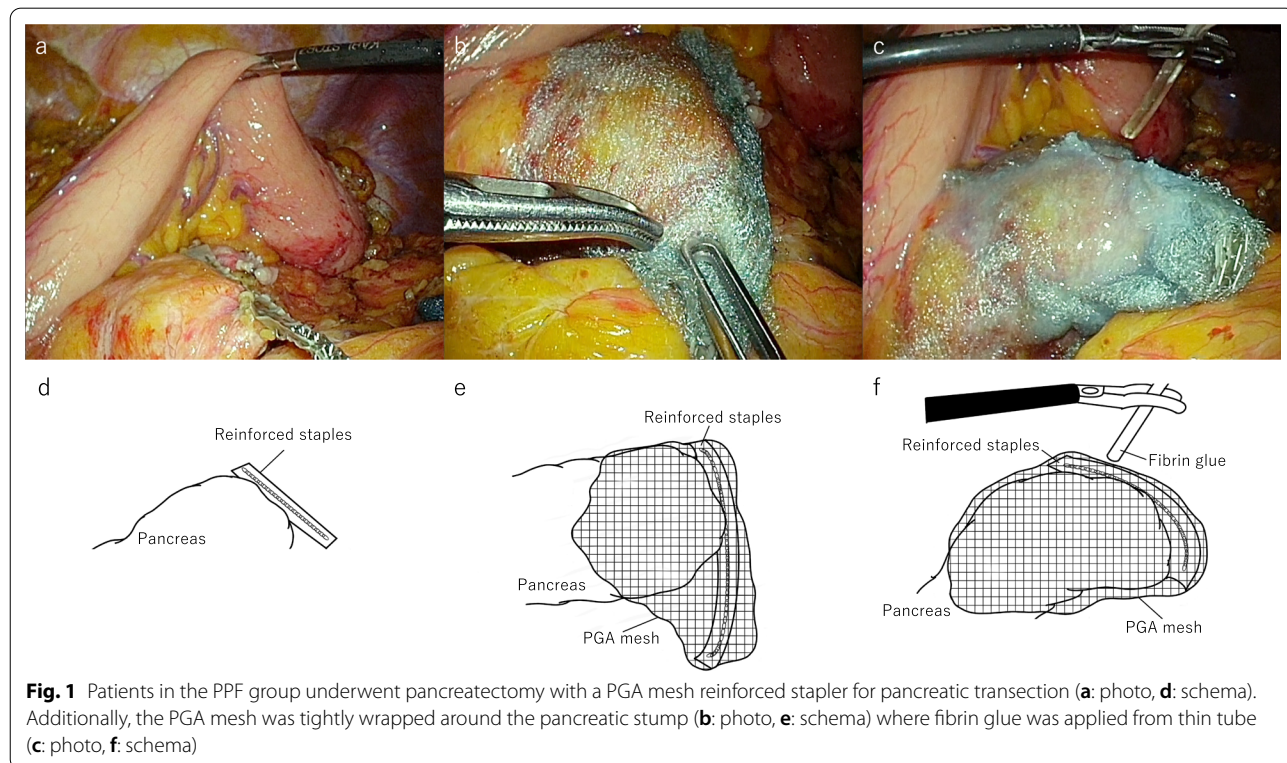 a
KARL STORZ
b
c
d
Reinforced staples
Pancreas
e
Reinforced staples
Pancreas
PGA mesh
f
Reinforced staples
Fibrin glue
Pancreas
PGA mesh
Fig. 1 Patients in the PPF group underwent pancreatectomy with a PGA mesh reinforced stapler for pancreatic transection (a: photo, d: schema).
Additionally, the PGA mesh was tightly wrapped around the pancreatic stump (b: photo, e: schema) where fibrin glue was applied from thin tube
(c: photo, f: schema)